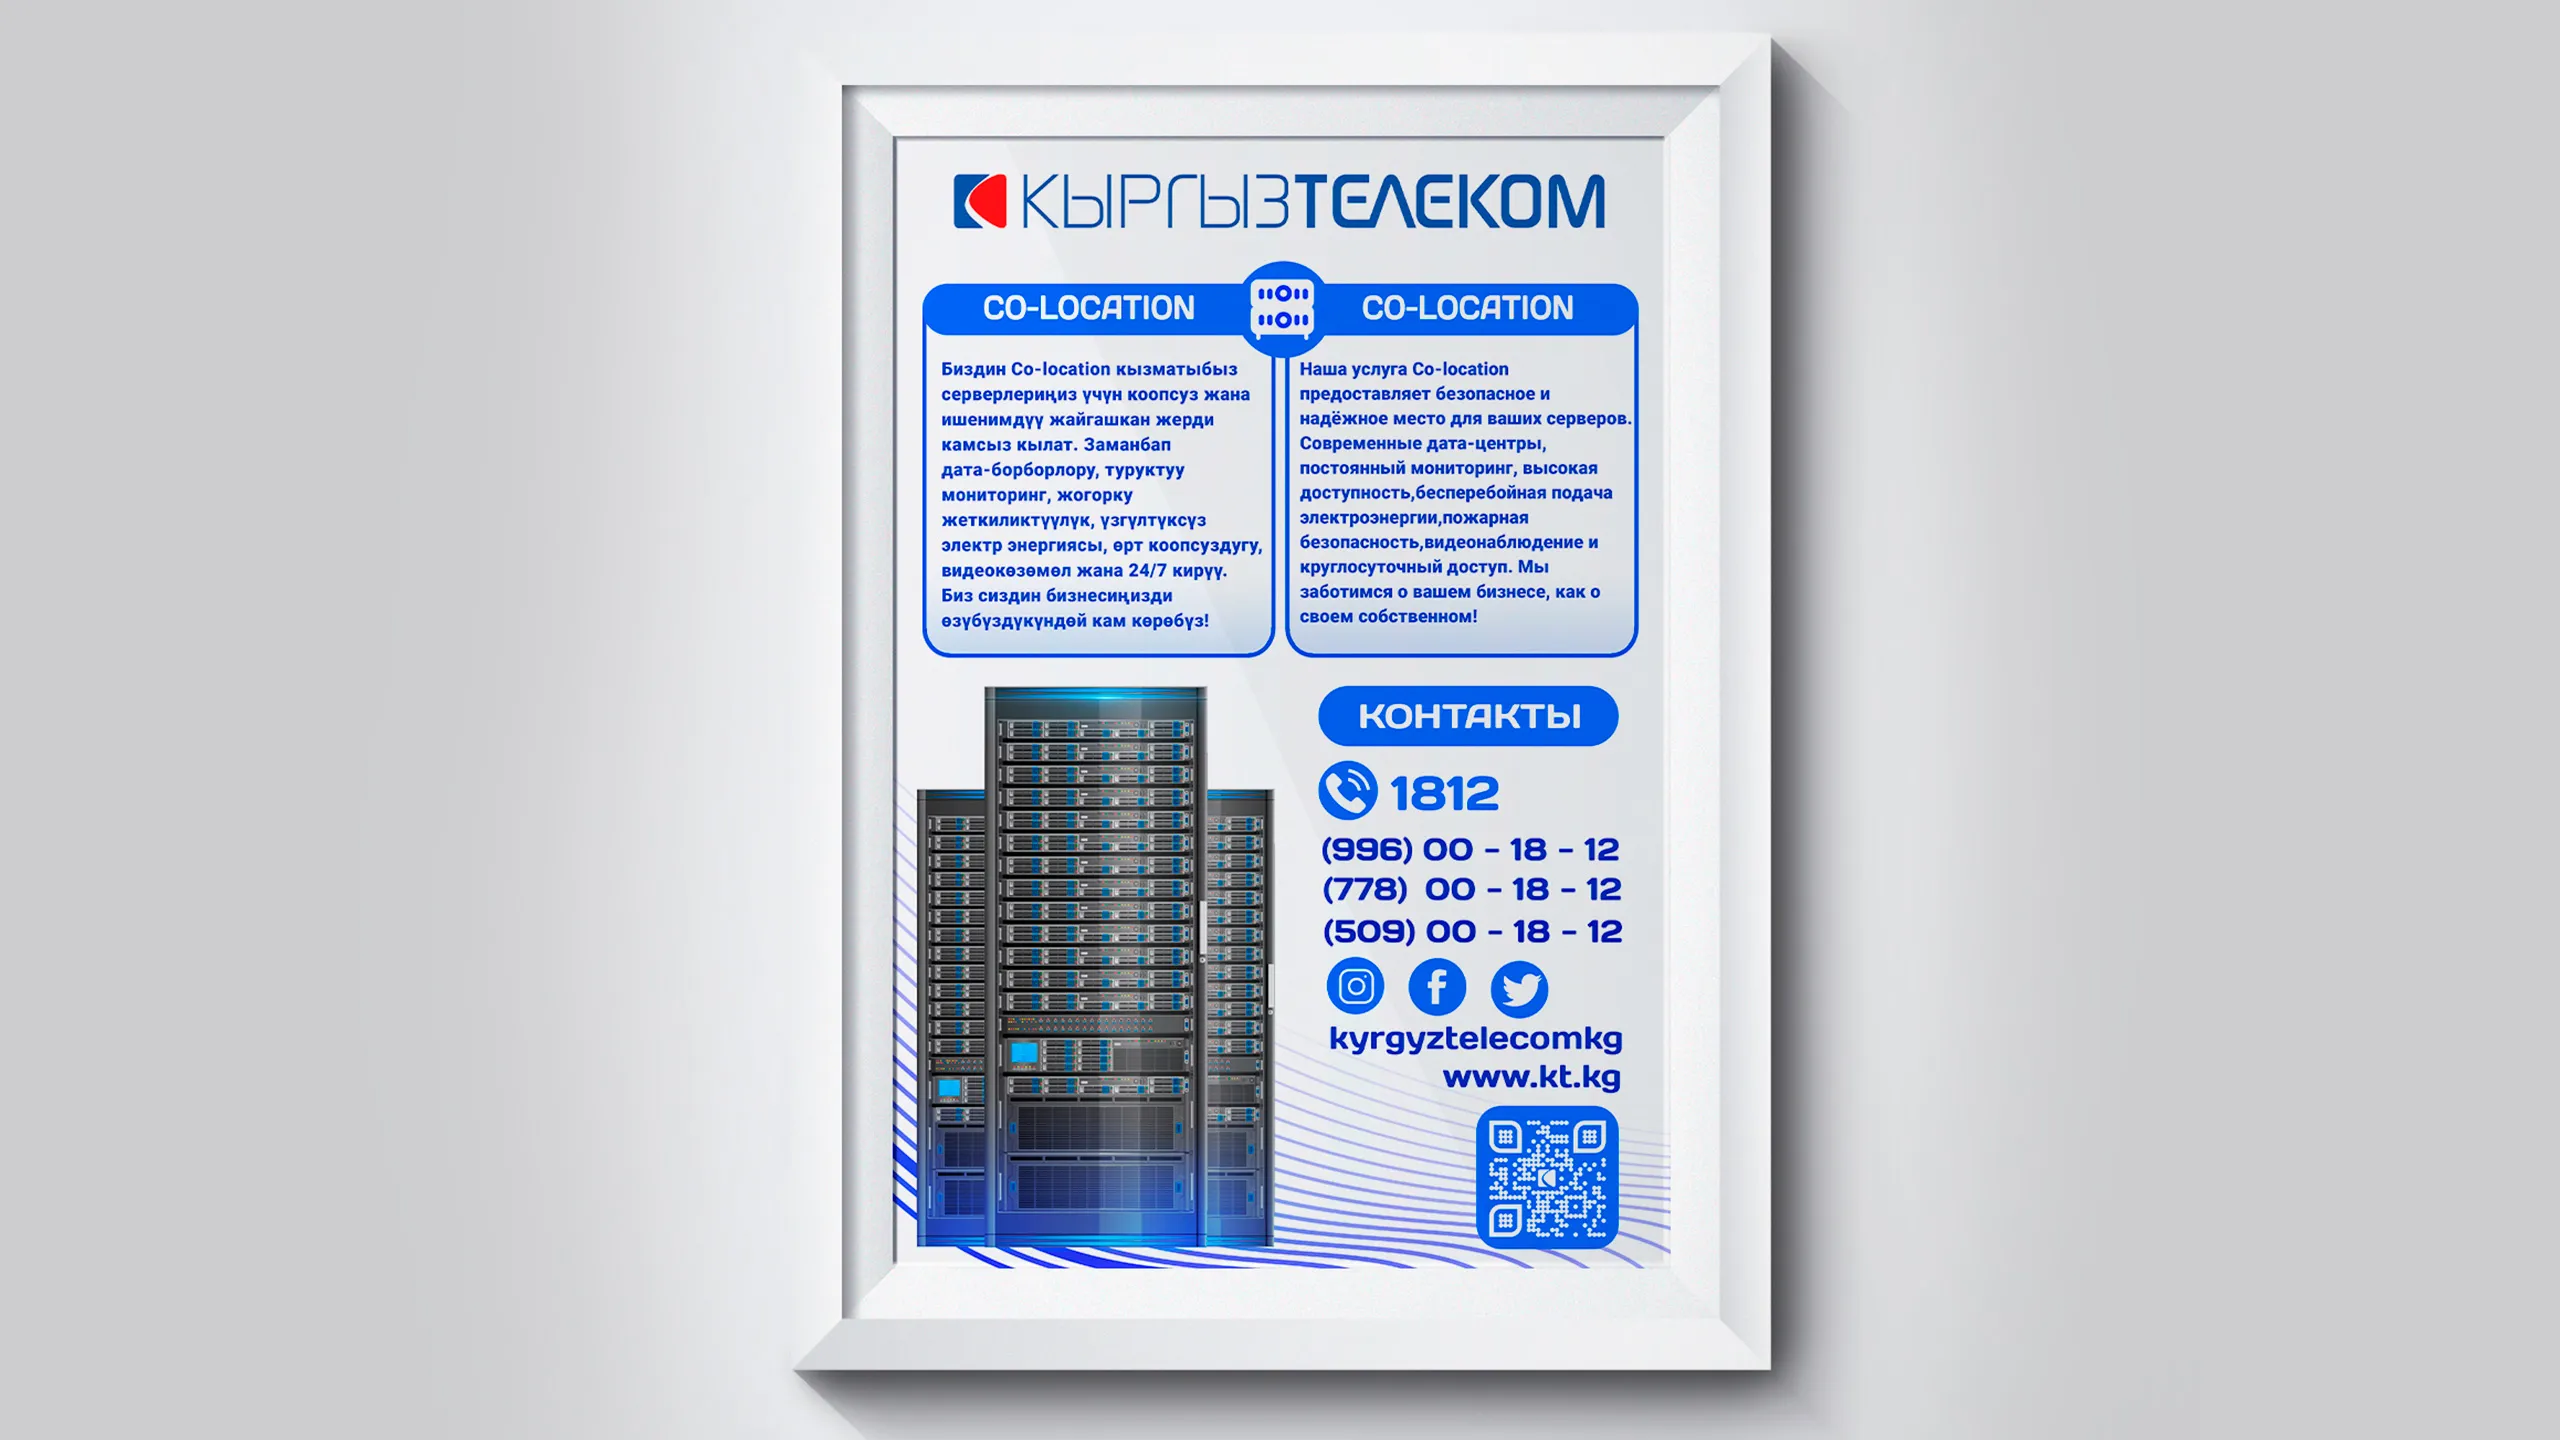 КЫРГЫЗТЕЛЕКОМ
CO-LOCATION
Биздин Co-location кызматыбыз
серверлериңиз үчүн коопсуз жана
ишенимдүү жайгашкан жерди
камсыз кылат. Заманбап
дата-борборлору, туруктуу
мониторинг, жогорку
жеткиликтүүлүк, үзгүлтүксүз
электр энергиясы, өрт коопсуздугу,
видеокөзөмөл жана 24/7 кирүү.
Биз сиздин бизнесиңизди
өзүбүздүкүндөй кам көрөбүз!
CO-LOCATION
Наша услуга Co-location
предоставляет безопасное и
надёжное место для ваших серверов.
Современные дата-центры,
постоянный мониторинг, высокая
доступность,бесперебойная подача
электроэнергии,пожарная
безопасность,видеонаблюдение и
круглосуточный доступ. Мы
заботимся о вашем бизнесе, как о
своем собственном!
КОНТАКТЫ
1812
(996) 00 - 18 - 12
(778) 00 - 18 - 12
(509) 00 - 18 - 12
kyrgyztelecomkg
www.kt.kg